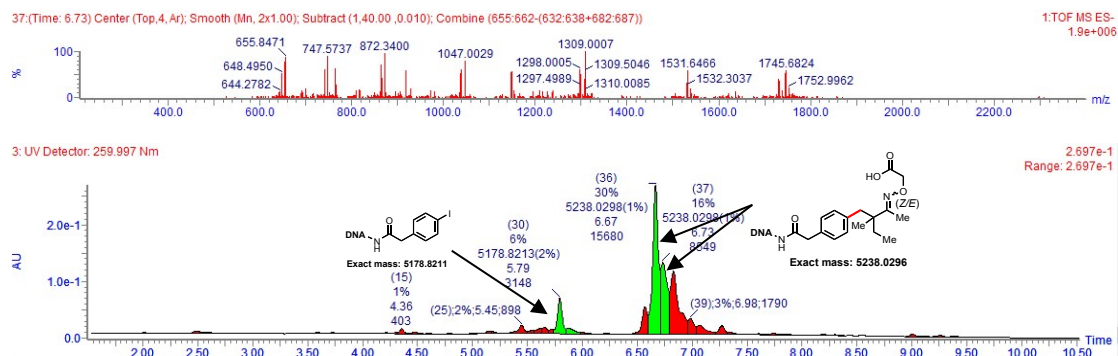 37:(Time: 6.73) Center (Top,4, Ar); Smooth (Mn, 2x1.00); Subtract (1,40.00 ,0.010); Combine (655:662-(632:638+682:687))
1:TOF MS ES-
1.9e+006
100
%
0
655.8471
648.4950
644.2782
747.5737
872.3400
1047.0029
1309.0007
1298.0005
1309.5046
1297.4989
1310.0085
1531.6466
1532.3037
1745.6824
1752.9962
m/z
400.0
600.0
800.0
1000.0
1200.0
1400.0
1600.0
1800.0
2000.0
2200.0
3: UV Detector: 259.997 Nm
2.697e-1
Range: 2.697e-1
AU
2.0e-1
1.0e-1
0.0
O
I
DNA
N
H
Exact mass: 5178.8211
(15)
1%
4.36
403
(25);2%;5.45;898
(30)
6%
5178.8213(2%)
5.79
3148
(36)
30%
5238.0298(1%)
6.67
15680
(37)
16%
5238.0298(1%)
6.73
8549
(39);3%;6.98;1790
O
HO
O
N
(Z/E)
Me
Me
Me
O
DNA
N
H
Exact mass: 5238.0296
Time
2.00
2.50
3.00
3.50
4.00
4.50
5.00
5.50
6.00
6.50
7.00
7.50
8.00
8.50
9.00
9.50
10.00
10.50